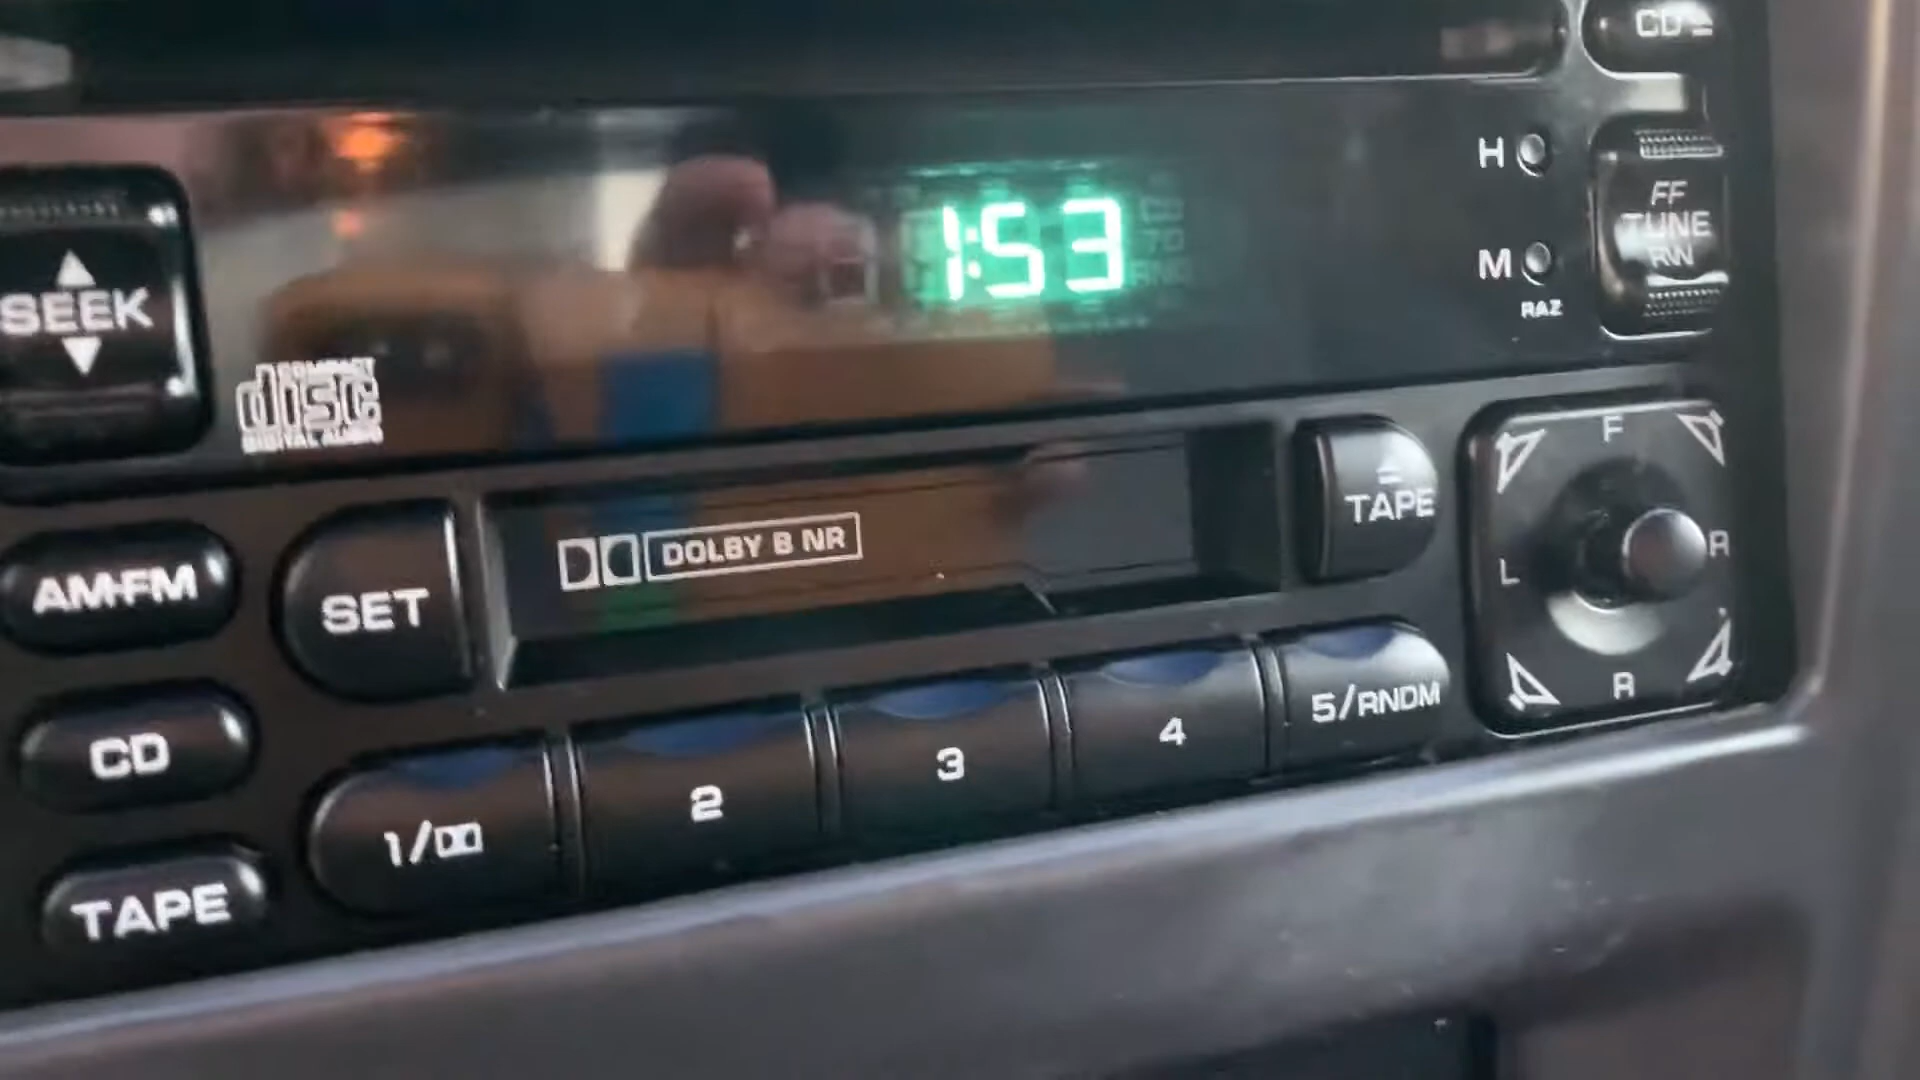 CD
H
1:53
FF
TUNE
RW
M
RAZ
SEEK
COMPACT
disc
DIGITAL AUDIO
F
TAPE
DOLBY B NR
L
R
AM-FM
SET
R
5/RNDM
4
3
2
1/
CD
TAPE